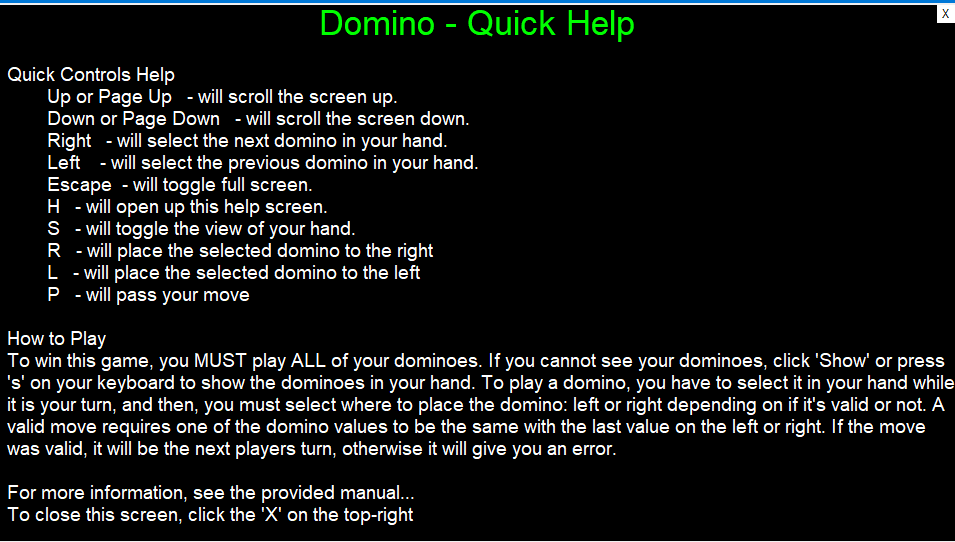 X
Domino - Quick Help
Quick Controls Help
Up or Page Up - will scroll the screen up.
Down or Page Down - will scroll the screen down.
Right - will select the next domino in your hand.
Left - will select the previous domino in your hand.
Escape - will toggle full screen.
H - will open up this help screen.
S - will toggle the view of your hand.
R - will place the selected domino to the right
L - will place the selected domino to the left
P - will pass your move
How to Play
To win this game, you MUST play ALL of your dominoes. If you cannot see your dominoes, click 'Show' or press
's' on your keyboard to show the dominoes in your hand. To play a domino, you have to select it in your hand while
it is your turn, and then, you must select where to place the domino: left or right depending on if it's valid or not. A
valid move requires one of the domino values to be the same with the last value on the left or right. If the move
was valid, it will be the next players turn, otherwise it will give you an error.
For more information, see the provided manual...
To close this screen, click the 'X' on the top-right